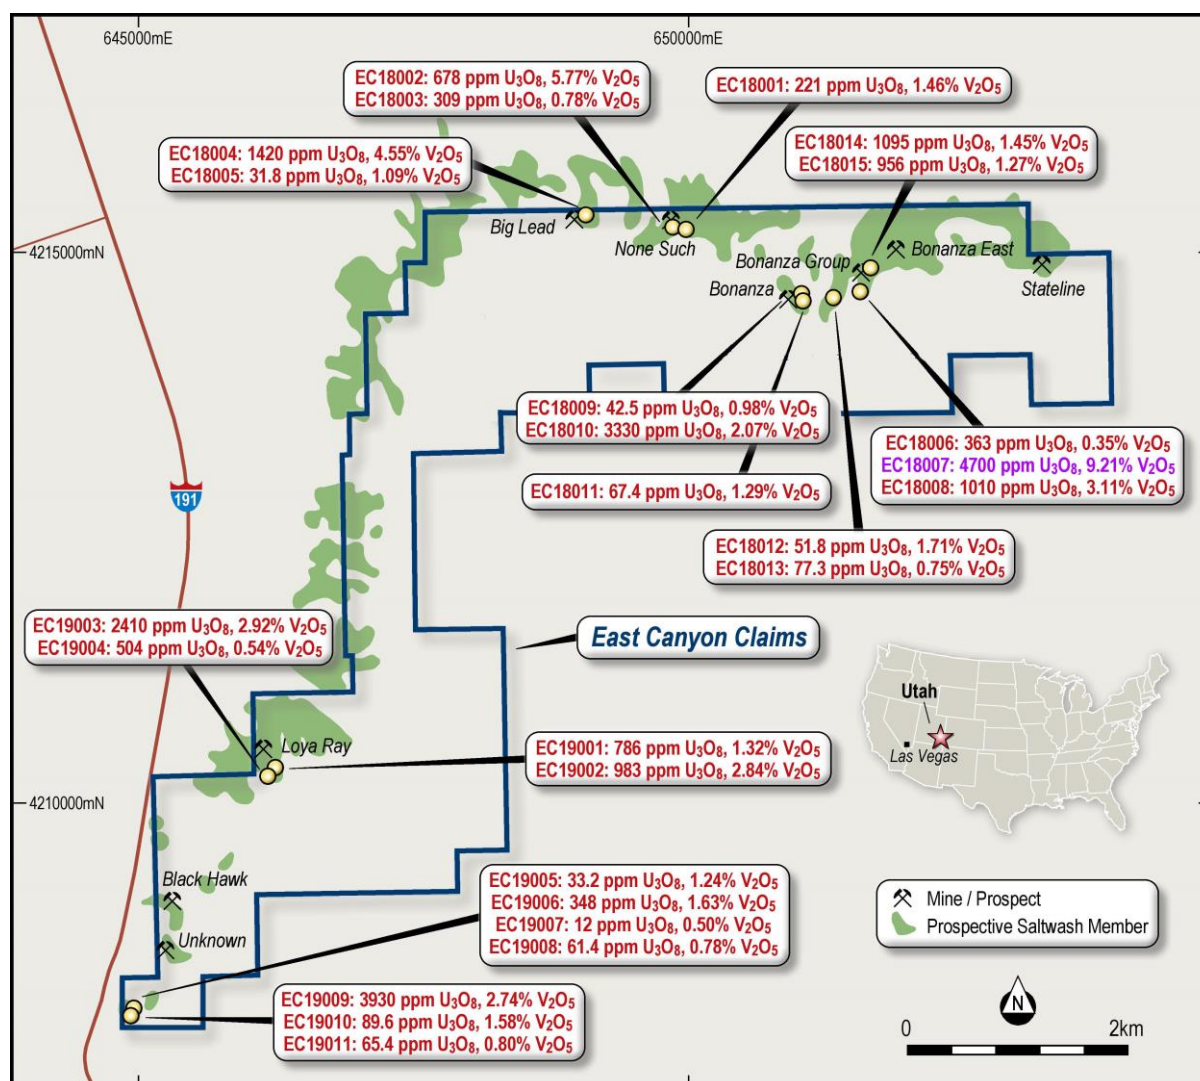 645000mE
650000mE
EC18002: 678 ppm U₃O₈, 5.77% V₂O₅
EC18003: 309 ppm U₃O₈, 0.78% V₂O₅
EC18001: 221 ppm U₃O₈, 1.46% V₂O₅
EC18004: 1420 ppm U₃O₈, 4.55% V₂O₅
EC18005: 31.8 ppm U₃O₈, 1.09% V₂O₅
EC18014: 1095 ppm U₃O₈, 1.45% V₂O₅
EC18015: 956 ppm U₃O₈, 1.27% V₂O₅
Big Lead
None Such
4215000mN
Bonanza Group
Bonanza East
Bonanza
Stateline
EC18009: 42.5 ppm U₃O₈, 0.98% V₂O₅
EC18010: 3330 ppm U₃O₈, 2.07% V₂O₅
EC18006: 363 ppm U₃O₈, 0.35% V₂O₅
EC18007: 4700 ppm U₃O₈, 9.21% V₂O₅
EC18008: 1010 ppm U₃O₈, 3.11% V₂O₅
EC18011: 67.4 ppm U₃O₈, 1.29% V₂O₅
191
EC18012: 51.8 ppm U₃O₈, 1.71% V₂O₅
EC18013: 77.3 ppm U₃O₈, 0.75% V₂O₅
EC19003: 2410 ppm U₃O₈, 2.92% V₂O₅
EC19004: 504 ppm U₃O₈, 0.54% V₂O₅
East Canyon Claims
Utah
Las Vegas
Loya Ray
EC19001: 786 ppm U₃O₈, 1.32% V₂O₅
EC19002: 983 ppm U₃O₈, 2.84% V₂O₅
4210000mN
Black Hawk
Unknown
EC19005: 33.2 ppm U₃O₈, 1.24% V₂O₅
EC19006: 348 ppm U₃O₈, 1.63% V₂O₅
EC19007: 12 ppm U₃O₈, 0.50% V₂O₅
EC19008: 61.4 ppm U₃O₈, 0.78% V₂O₅
Mine / Prospect
Prospective Saltwash Member
EC19009: 3930 ppm U₃O₈, 2.74% V₂O₅
EC19010: 89.6 ppm U₃O₈, 1.58% V₂O₅
EC19011: 65.4 ppm U₃O₈, 0.80% V₂O₅
N
0
2km